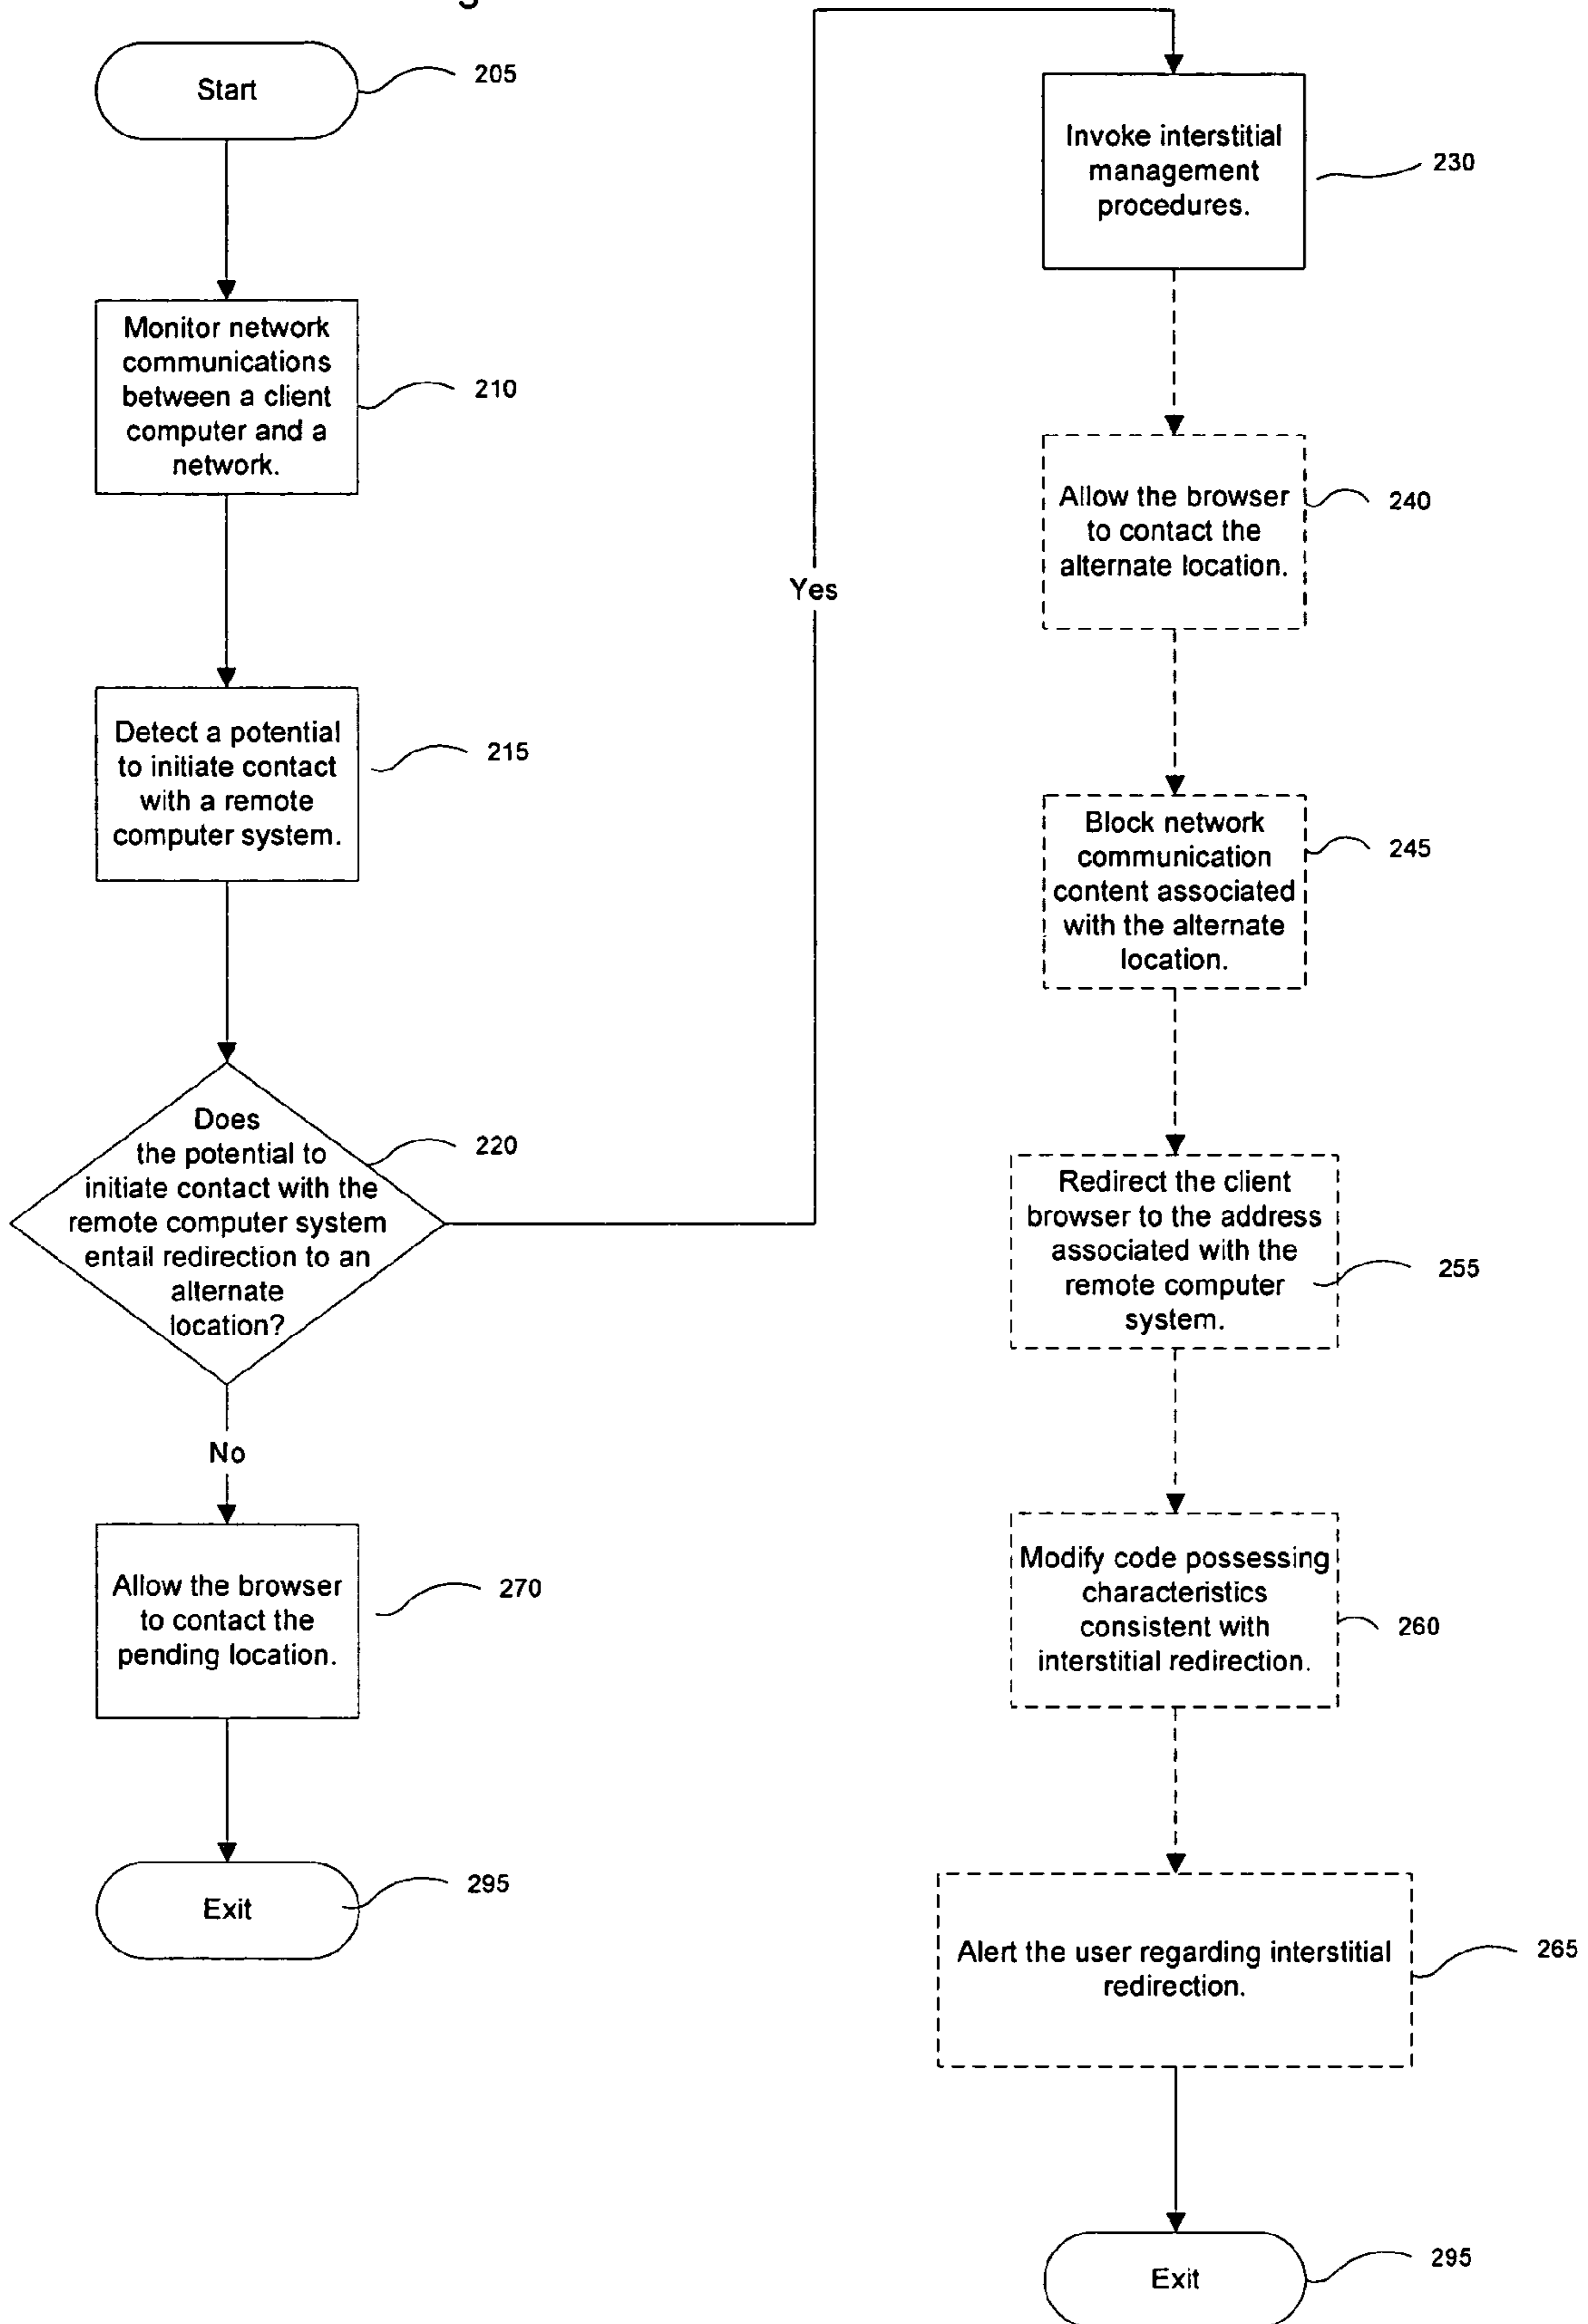 Start
205
Monitor network
communications
between a client
computer and a
network.
210
Detect a potential
to initiate contact
with a remote
computer system.
215
Does
the potential to
initiate contact with the
remote computer system
entail redirection to an
alternate
location?
220
Yes
No
Allow the browser
to contact the
pending location.
270
Exit
295
Invoke interstitial
management
procedures.
230
Allow the browser
to contact the
alternate location.
240
Block network
communication
content associated
with the alternate
location.
245
Redirect the client
browser to the address
associated with the
remote computer
system.
255
Modify code possessing
characteristics
consistent with
interstitial redirection.
260
Alert the user regarding interstitial
redirection.
265
Exit
295